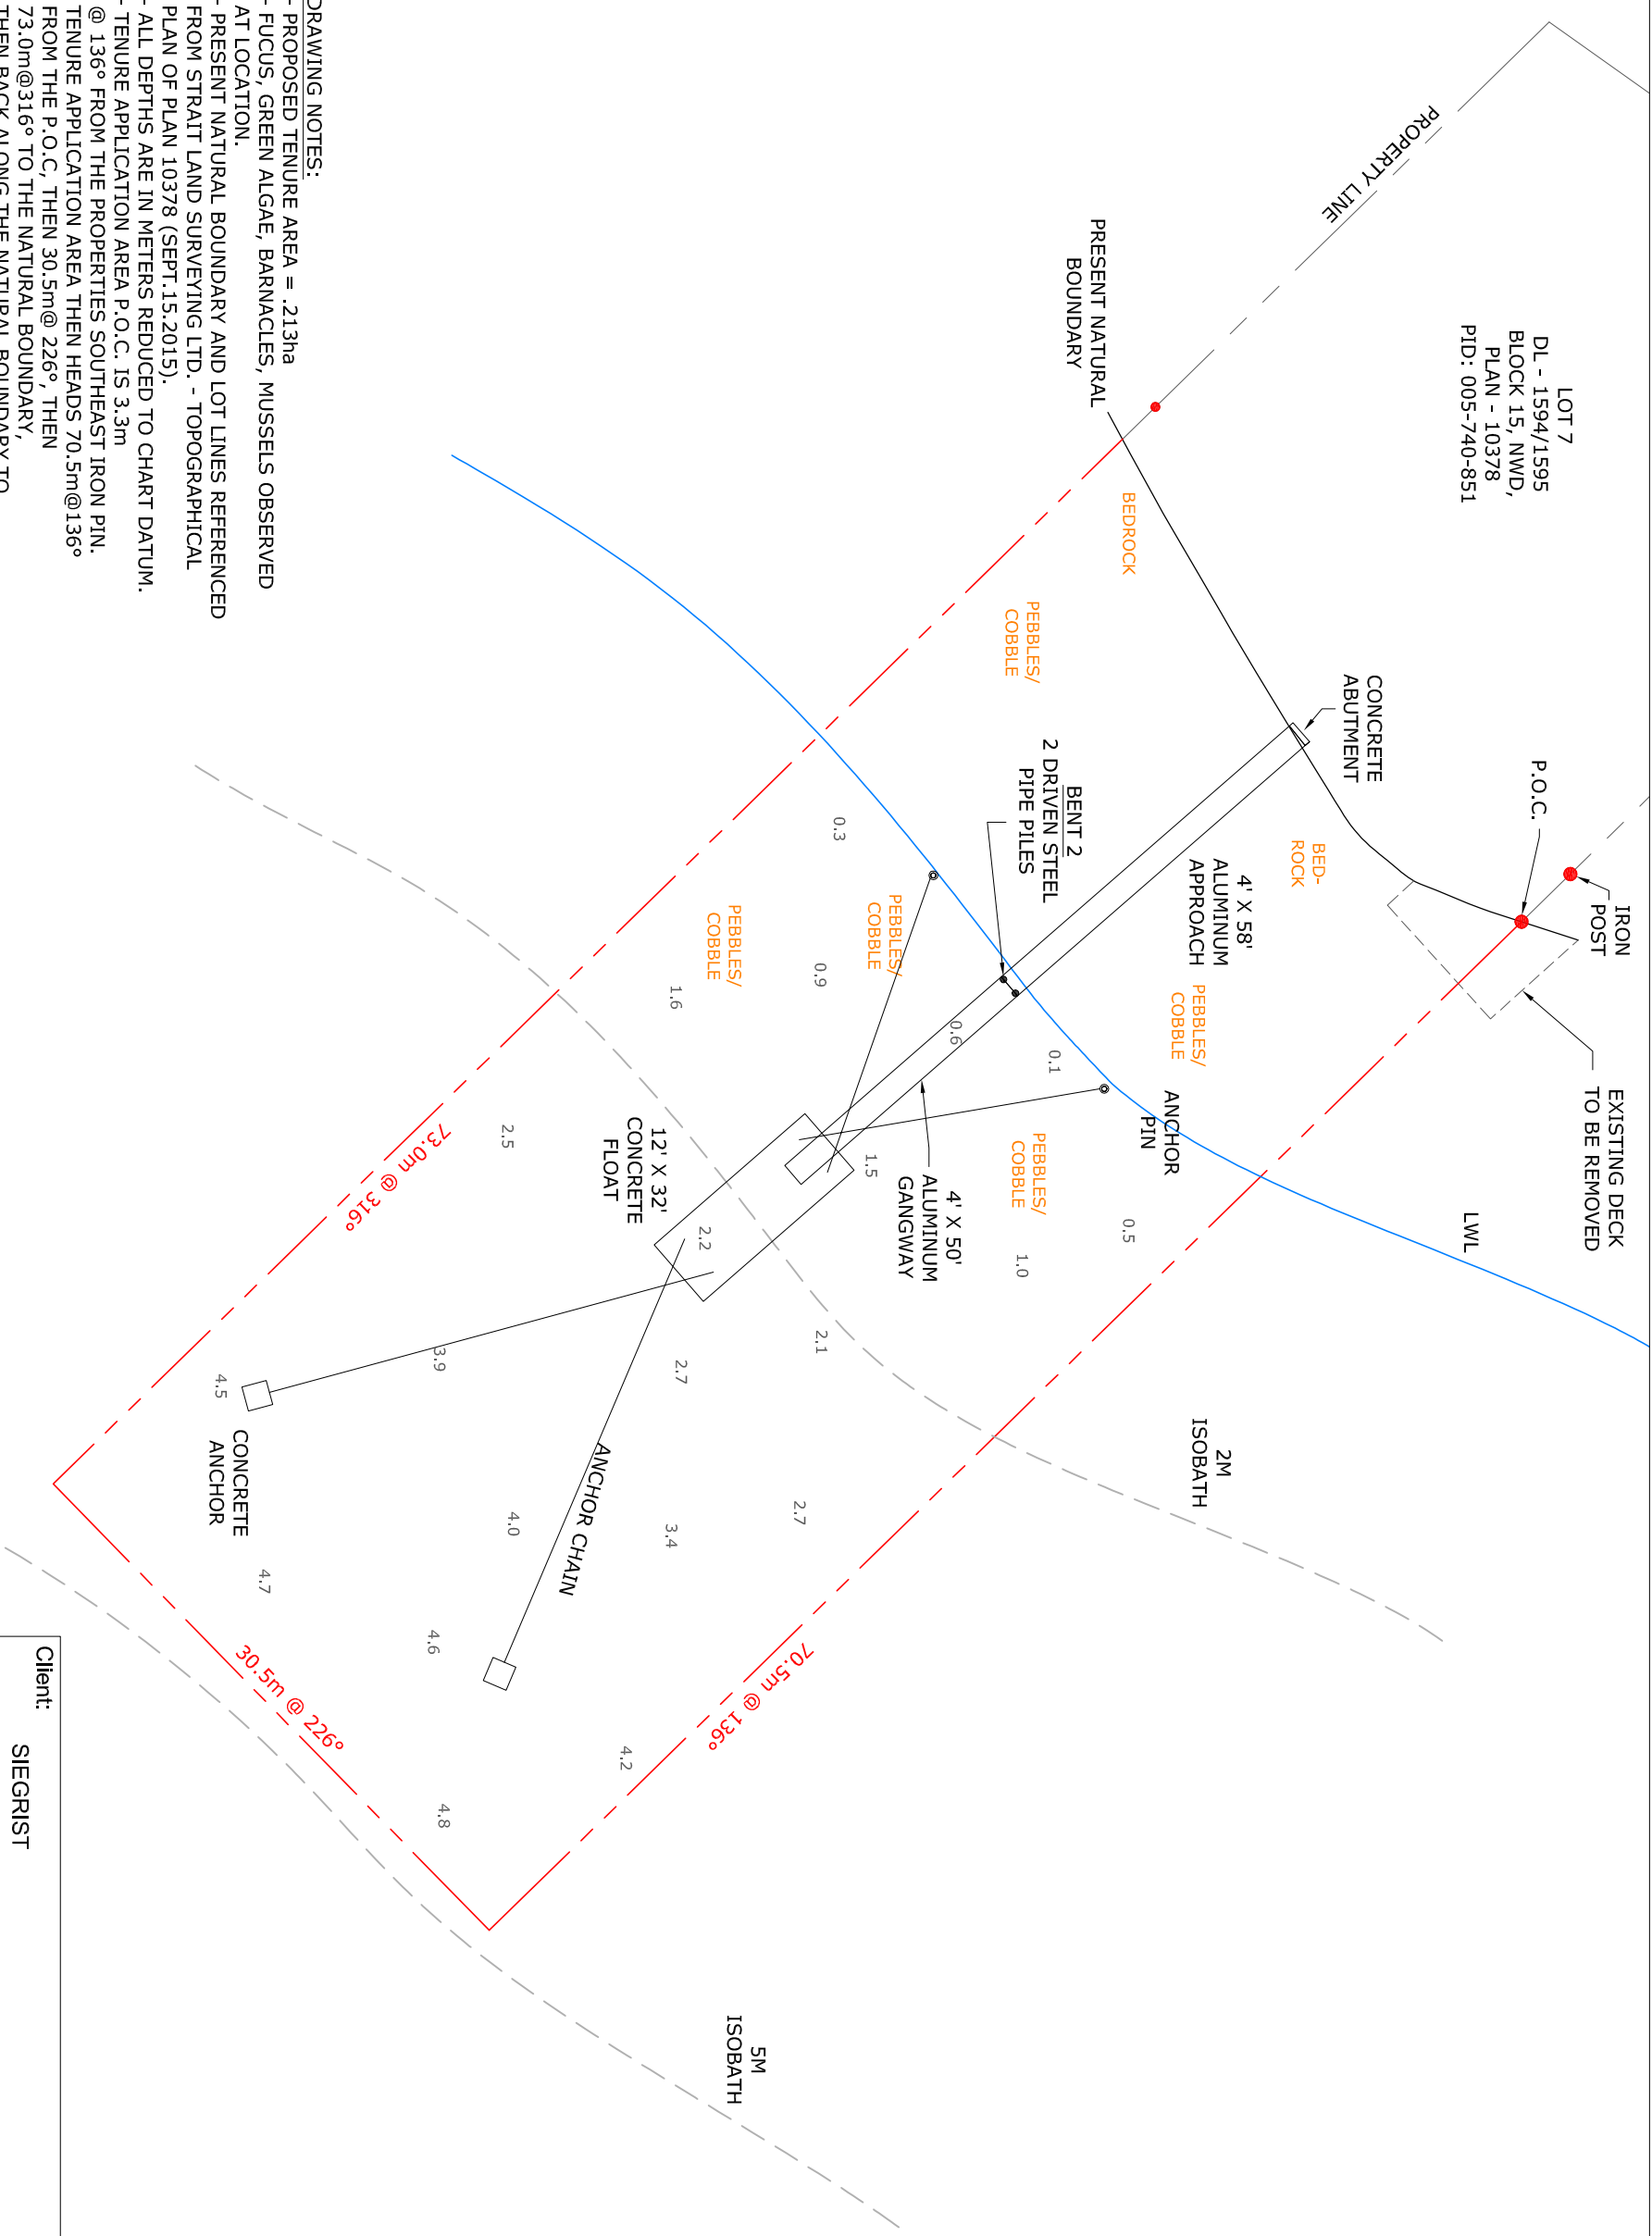 LOT 7
DL - 1594/1595
BLOCK 15, NWD,
PLAN - 10378
PID: 005-740-851
PROPERTY LINE
PRESENT NATURAL
BOUNDARY
IRON
POST
P.O.C.
EXISTING DECK
TO BE REMOVED
CONCRETE
ABUTMENT
BEDROCK
PEBBLES/
COBBLE
BED-
ROCK
4' X 58'
ALUMINUM
APPROACH
PEBBLES/
COBBLE
BENT 2
2 DRIVEN STEEL
PIPE PILES
LWL
ANCHOR
PIN
0.3
PEBBLES/
COBBLE
0.9
0.6
0.1
PEBBLES/
COBBLE
0.5
1.0
PEBBLES/
COBBLE
1.6
1.5
4' X 50'
ALUMINUM
GANGWAY
2.5
12' X 32'
CONCRETE
FLOAT
2.2
2.1
2.7
2M
ISOBATH
73.0m @ 316°
3.9
4.5
CONCRETE
ANCHOR
ANCHOR CHAIN
2.7
3.4
4.0
4.7
4.6
4.2
4.8
70.5m @ 136°
30.5m @ 226°
5M
ISOBATH
DRAWING NOTES:
- PROPOSED TENURE AREA = .213ha
- FUCUS, GREEN ALGAE, BARNACLES, MUSSELS OBSERVED
AT LOCATION.
- PRESENT NATURAL BOUNDARY AND LOT LINES REFERENCED
FROM STRAIT LAND SURVEYING LTD. - TOPOGRAPHICAL
PLAN OF PLAN 10378 (SEPT.15.2015).
- ALL DEPTHS ARE IN METERS REDUCED TO CHART DATUM.
- TENURE APPLICATION AREA P.O.C. IS 3.3m
@ 136° FROM THE PROPERTIES SOUTHEAST IRON PIN.
TENURE APPLICATION AREA THEN HEADS 70.5m@136°
FROM THE P.O.C, THEN 30.5m@ 226°, THEN
73.0m@316° TO THE NATURAL BOUNDARY,
THEN BACK ALONG THE NATURAL BOUNDARY TO
Client:
SIEGRIST